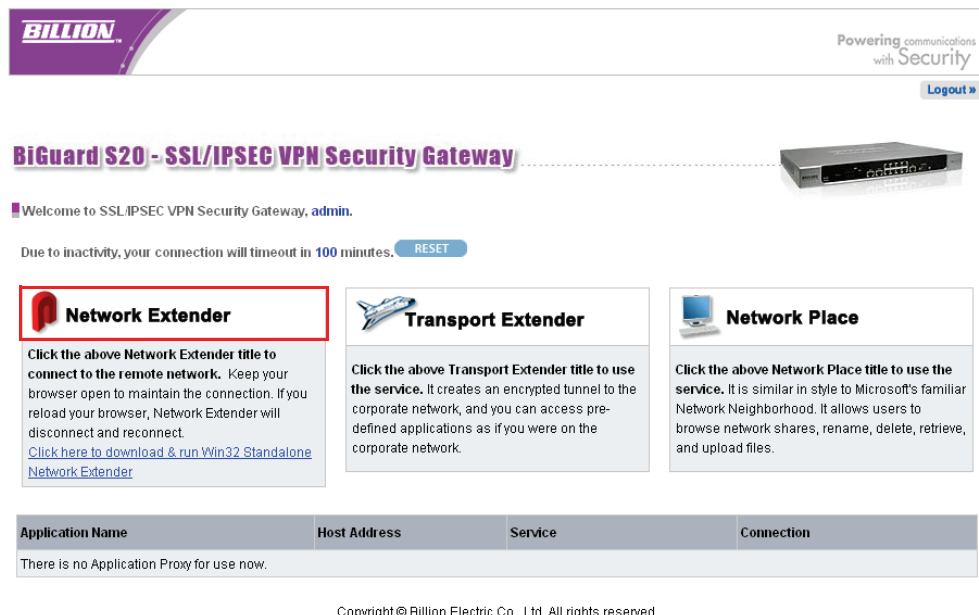 BILLION
Powering communications
with Security
Logout »
BiGuard S20 - SSL/IPSEC VPN Security Gateway
Welcome to SSL/IPSEC VPN Security Gateway, admin.
Due to inactivity, your connection will timeout in 100 minutes. RESET
Network Extender
Click the above Network Extender title to
connect to the remote network. Keep your
browser open to maintain the connection. If you
reload your browser, Network Extender will
disconnect and reconnect.
Click here to download & run Win32 Standalone
Network Extender
Transport Extender
Click the above Transport Extender title to use
the service. It creates an encrypted tunnel to the
corporate network, and you can access pre-
defined applications as if you were on the
corporate network.
Network Place
Click the above Network Place title to use the
service. It is similar in style to Microsoft's familiar
Network Neighborhood. It allows users to
browse network shares, rename, delete, retrieve,
and upload files.
Application Name Host Address Service Connection
There is no Application Proxy for use now.
Copyright © Billion Electric Co., Ltd. All rights reserved.